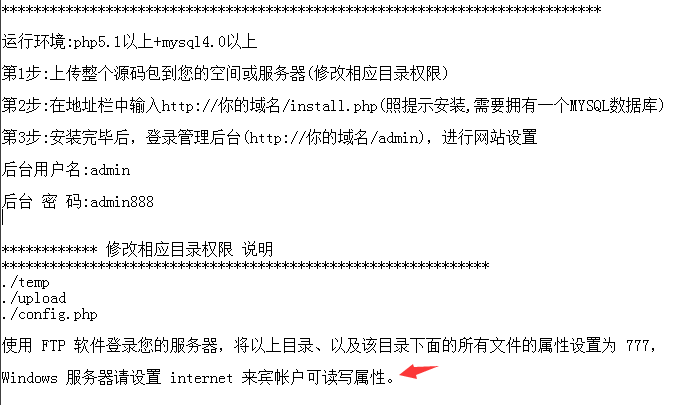 ***************************************************************************
运行环境:php5.1以上+mysql4.0以上
第1步:上传整个源码包到您的空间或服务器(修改相应目录权限)
第2步:在地址栏中输入http://你的域名/install.php(照提示安装,需要拥有一个MYSQL数据库)
第3步:安装完毕后，登录管理后台(http://你的域名/admin)，进行网站设置
后台用户名:admin
后台 密 码:admin888
************ 修改相应目录权限 说明
*************************************************************
./temp
./upload
./config.php
使用 FTP 软件登录您的服务器，将以上目录、以及该目录下面的所有文件的属性设置为 777，
Windows 服务器请设置 internet 来宾帐户可读写属性。